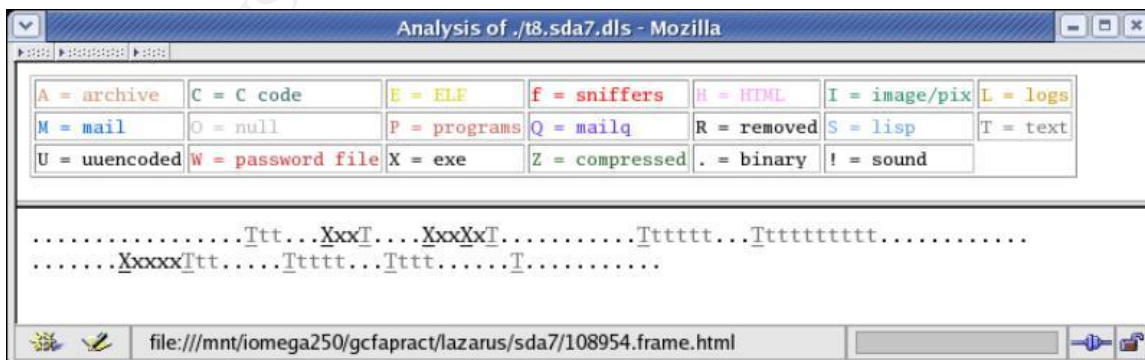 Analysis of ./t8.sda7.dls - Mozilla
A = archive C = C code E = ELF f = sniffers H = HTML I = image/pix L = logs
M = mail O = null P = programs Q = mailq R = removed S = lisp T = text
U = uuencoded W = password file X = exe Z = compressed . = binary ! = sound
.................Ttt...XxxT....XxxXxT...........Tttttt...Tttttttttt............
.......XxxxxTtt.....Ttttt...Tttt......T...........
file:///mnt/iomega250/gcfapract/lazarus/sda7/108954.frame.html